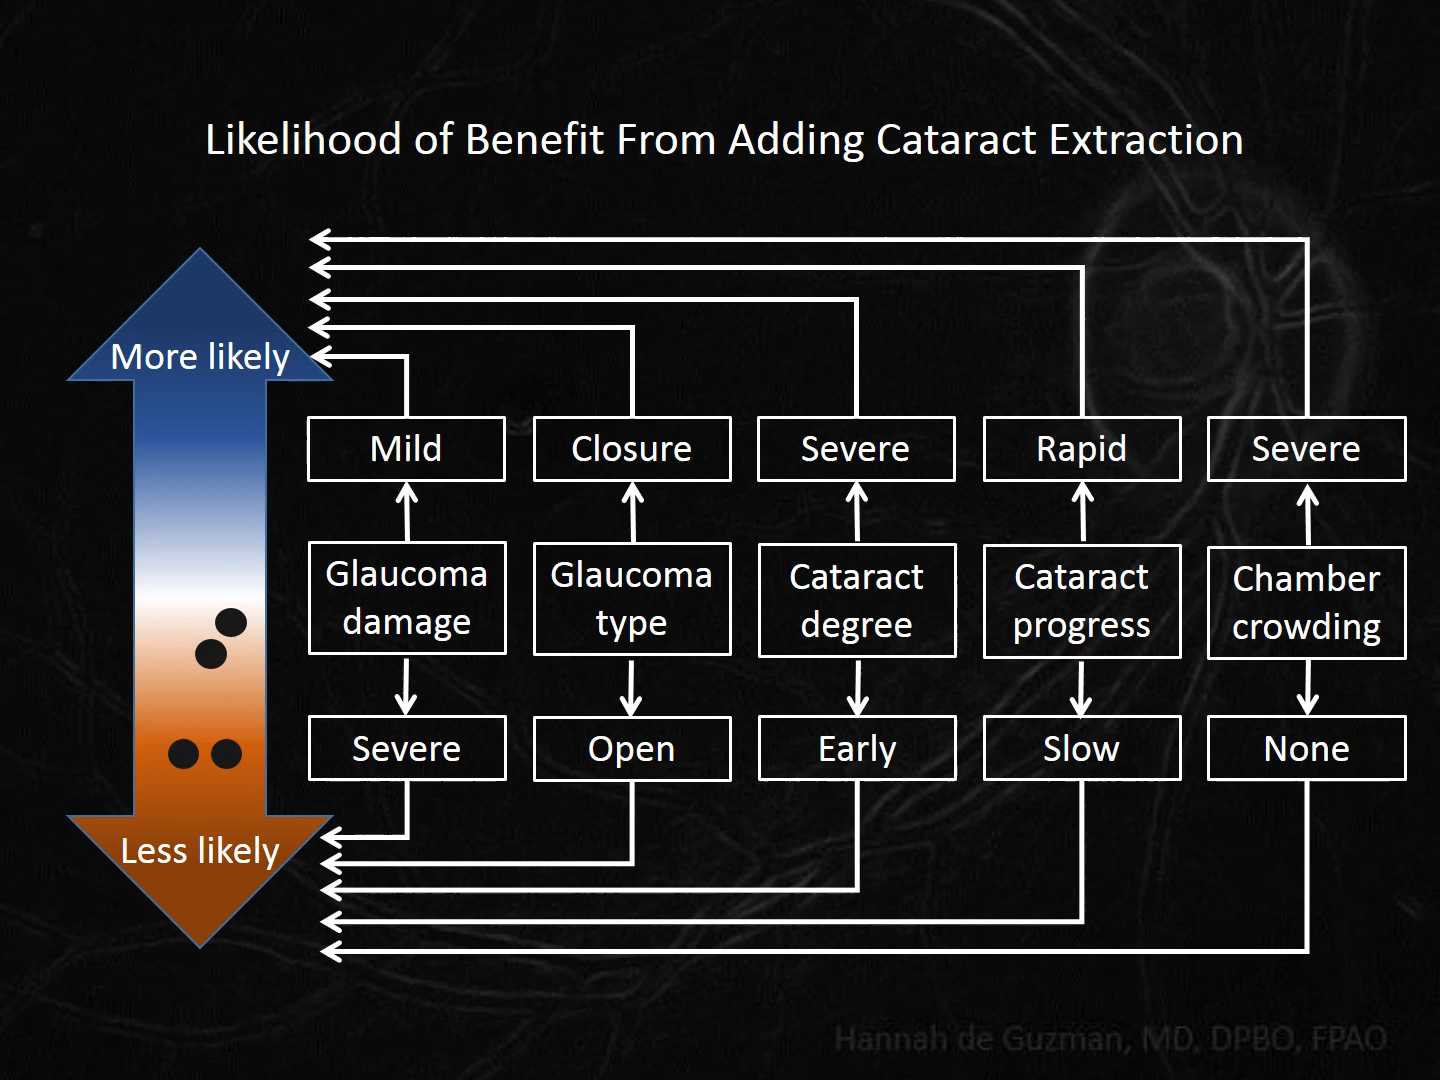 Likelihood of Benefit From Adding Cataract Extraction
More likely
Mild
Closure
Severe
Rapid
Severe
Glaucoma
damage
Glaucoma
type
Cataract
degree
Cataract
progress
Chamber
crowding
Severe
Open
Early
Slow
None
Less likely
Hannah de Guzman, MD, DPBO, FPAO